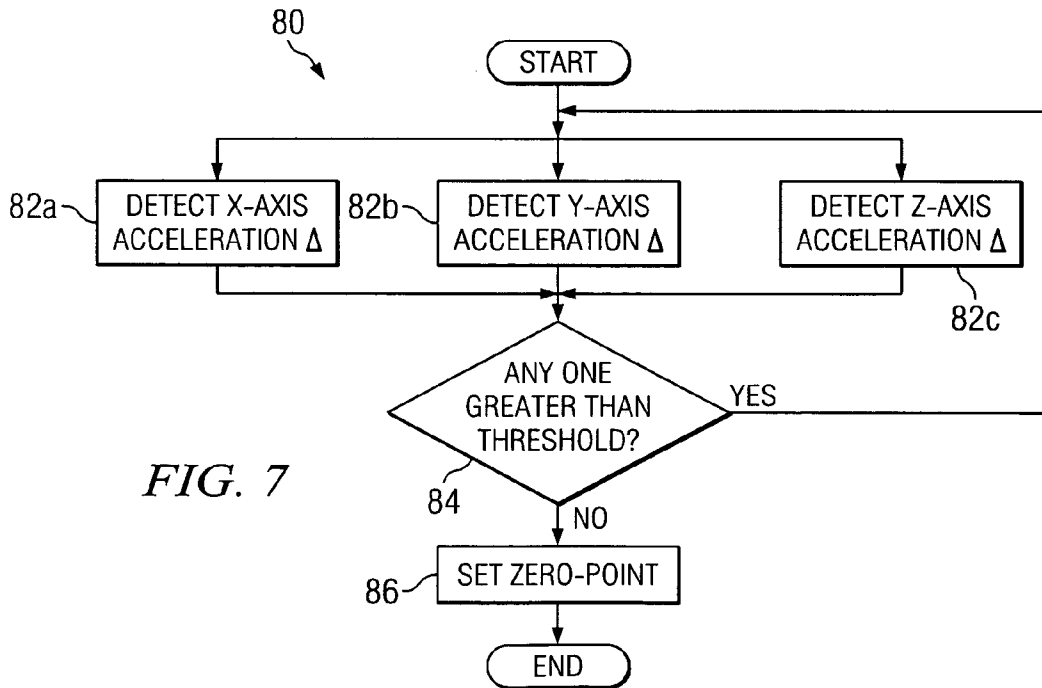 80
START
82a
DETECT X-AXIS
ACCELERATION Δ
82b
DETECT Y-AXIS
ACCELERATION Δ
DETECT Z-AXIS
ACCELERATION Δ
82c
ANY ONE
GREATER THAN
THRESHOLD?
YES
84
FIG. 7
NO
86
SET ZERO-POINT
END